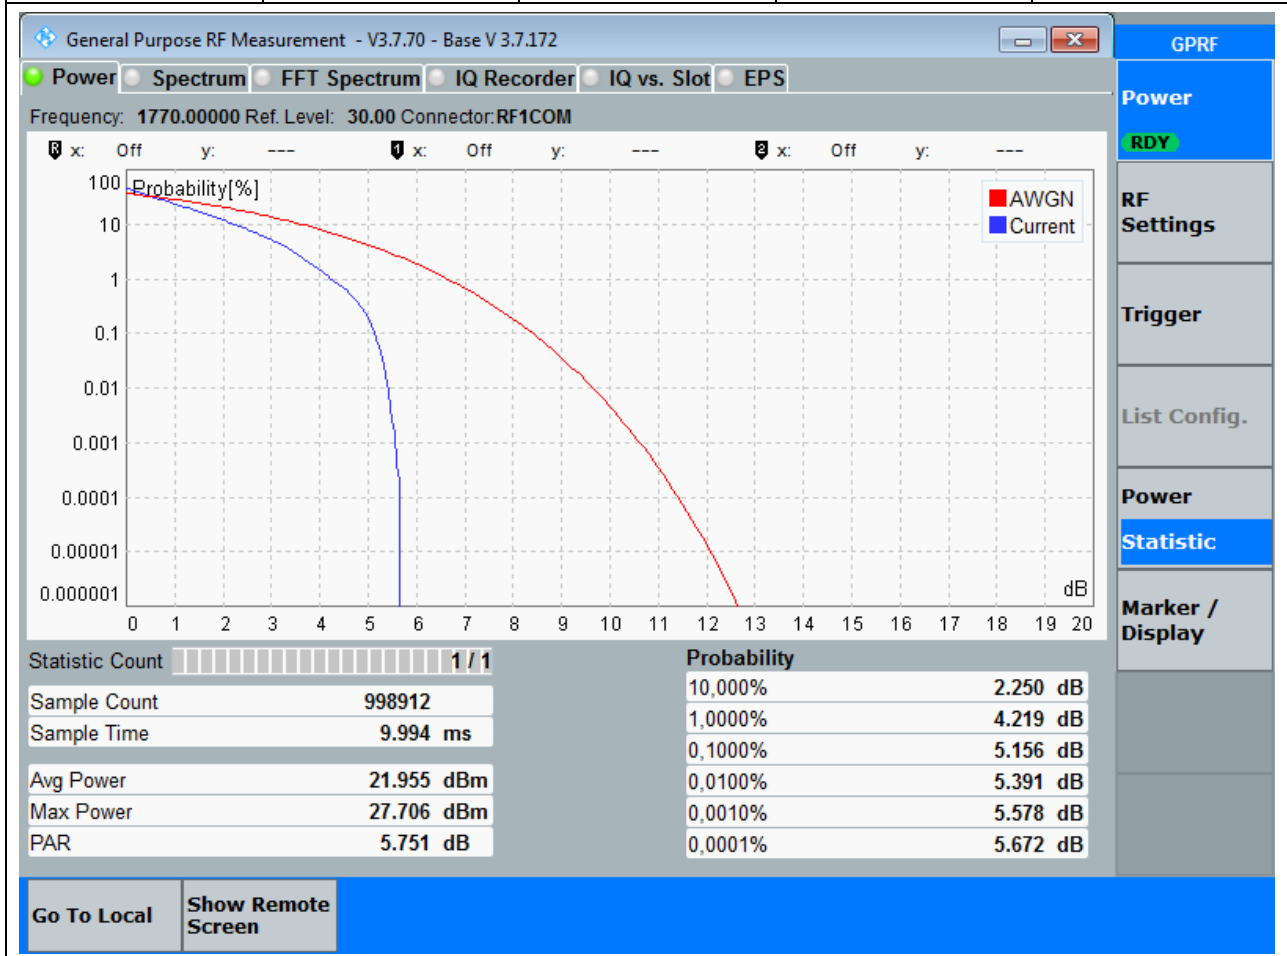 General Purpose RF Measurement - V3.7.70 - Base V 3.7.172
GPRF
Power Spectrum FFT Spectrum IQ Recorder IQ vs. Slot EPS
Frequency: 1770.00000 Ref. Level: 30.00 Connector:RF1COM
R x: Off y: --- 1 x: Off y: --- 2 x: Off y: ---
Probability[%]
100
10
1
0.1
0.01
0.001
0.0001
0.00001
0.000001
AWGN
Current
dB
0 1 2 3 4 5 6 7 8 9 10 11 12 13 14 15 16 17 18 19 20
Statistic Count 1 / 1
Sample Count 998912
Sample Time 9.994 ms
Avg Power 21.955 dBm
Max Power 27.706 dBm
PAR 5.751 dB
Probability
10,000% 2.250 dB
1,0000% 4.219 dB
0,1000% 5.156 dB
0,0100% 5.391 dB
0,0010% 5.578 dB
0,0001% 5.672 dB
Power
RDY
RF
Settings
Trigger
List Config.
Power
Statistic
Marker /
Display
Go To Local
Show Remote
Screen